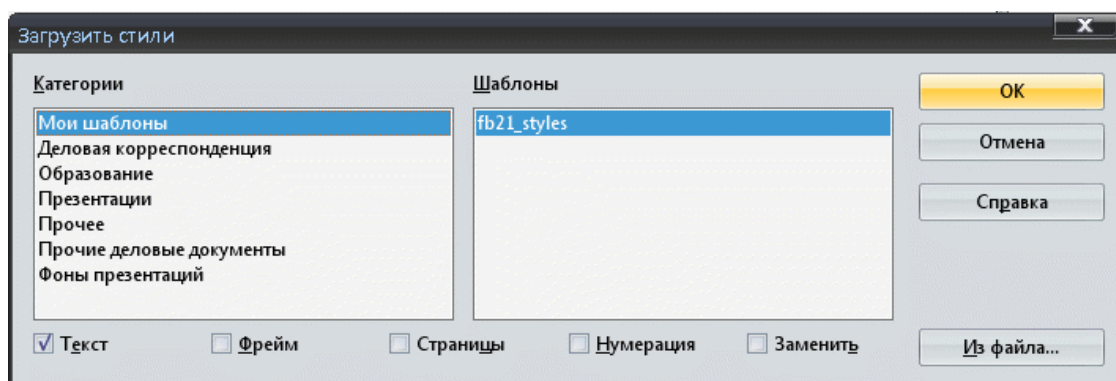 Загрузить стили
x
Категории
Шаблоны
Мои шаблоны
Деловая корреспонденция
Образование
Презентации
Прочее
Прочие деловые документы
Фоны презентаций
fb21_styles
OK
Отмена
Справка
Текст Фрейм Страницы Нумерация Заменить
Из файла...